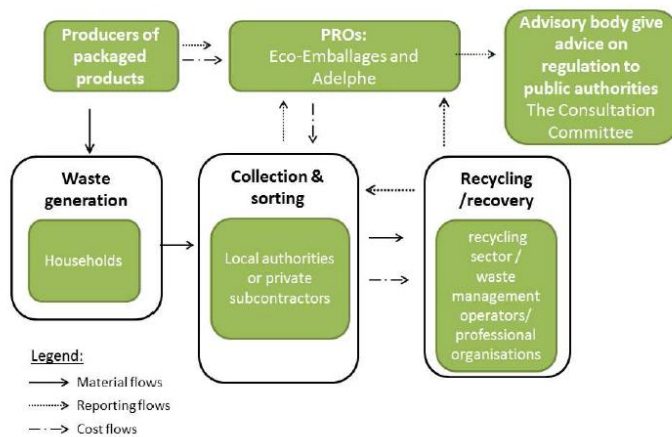 Producers of
packaged
products
PROs:
Eco-Emballages and
Adelphe
Advisory body give
advice on
regulation to
public authorities
The Consultation
Committee
Waste
generation
Households
Collection &
sorting
Local authorities
or private
subcontractors
Recycling
/recovery
recycling
sector /
waste
management
operators/
professional
organisations
Legend:
Material flows
Reporting flows
Cost flows